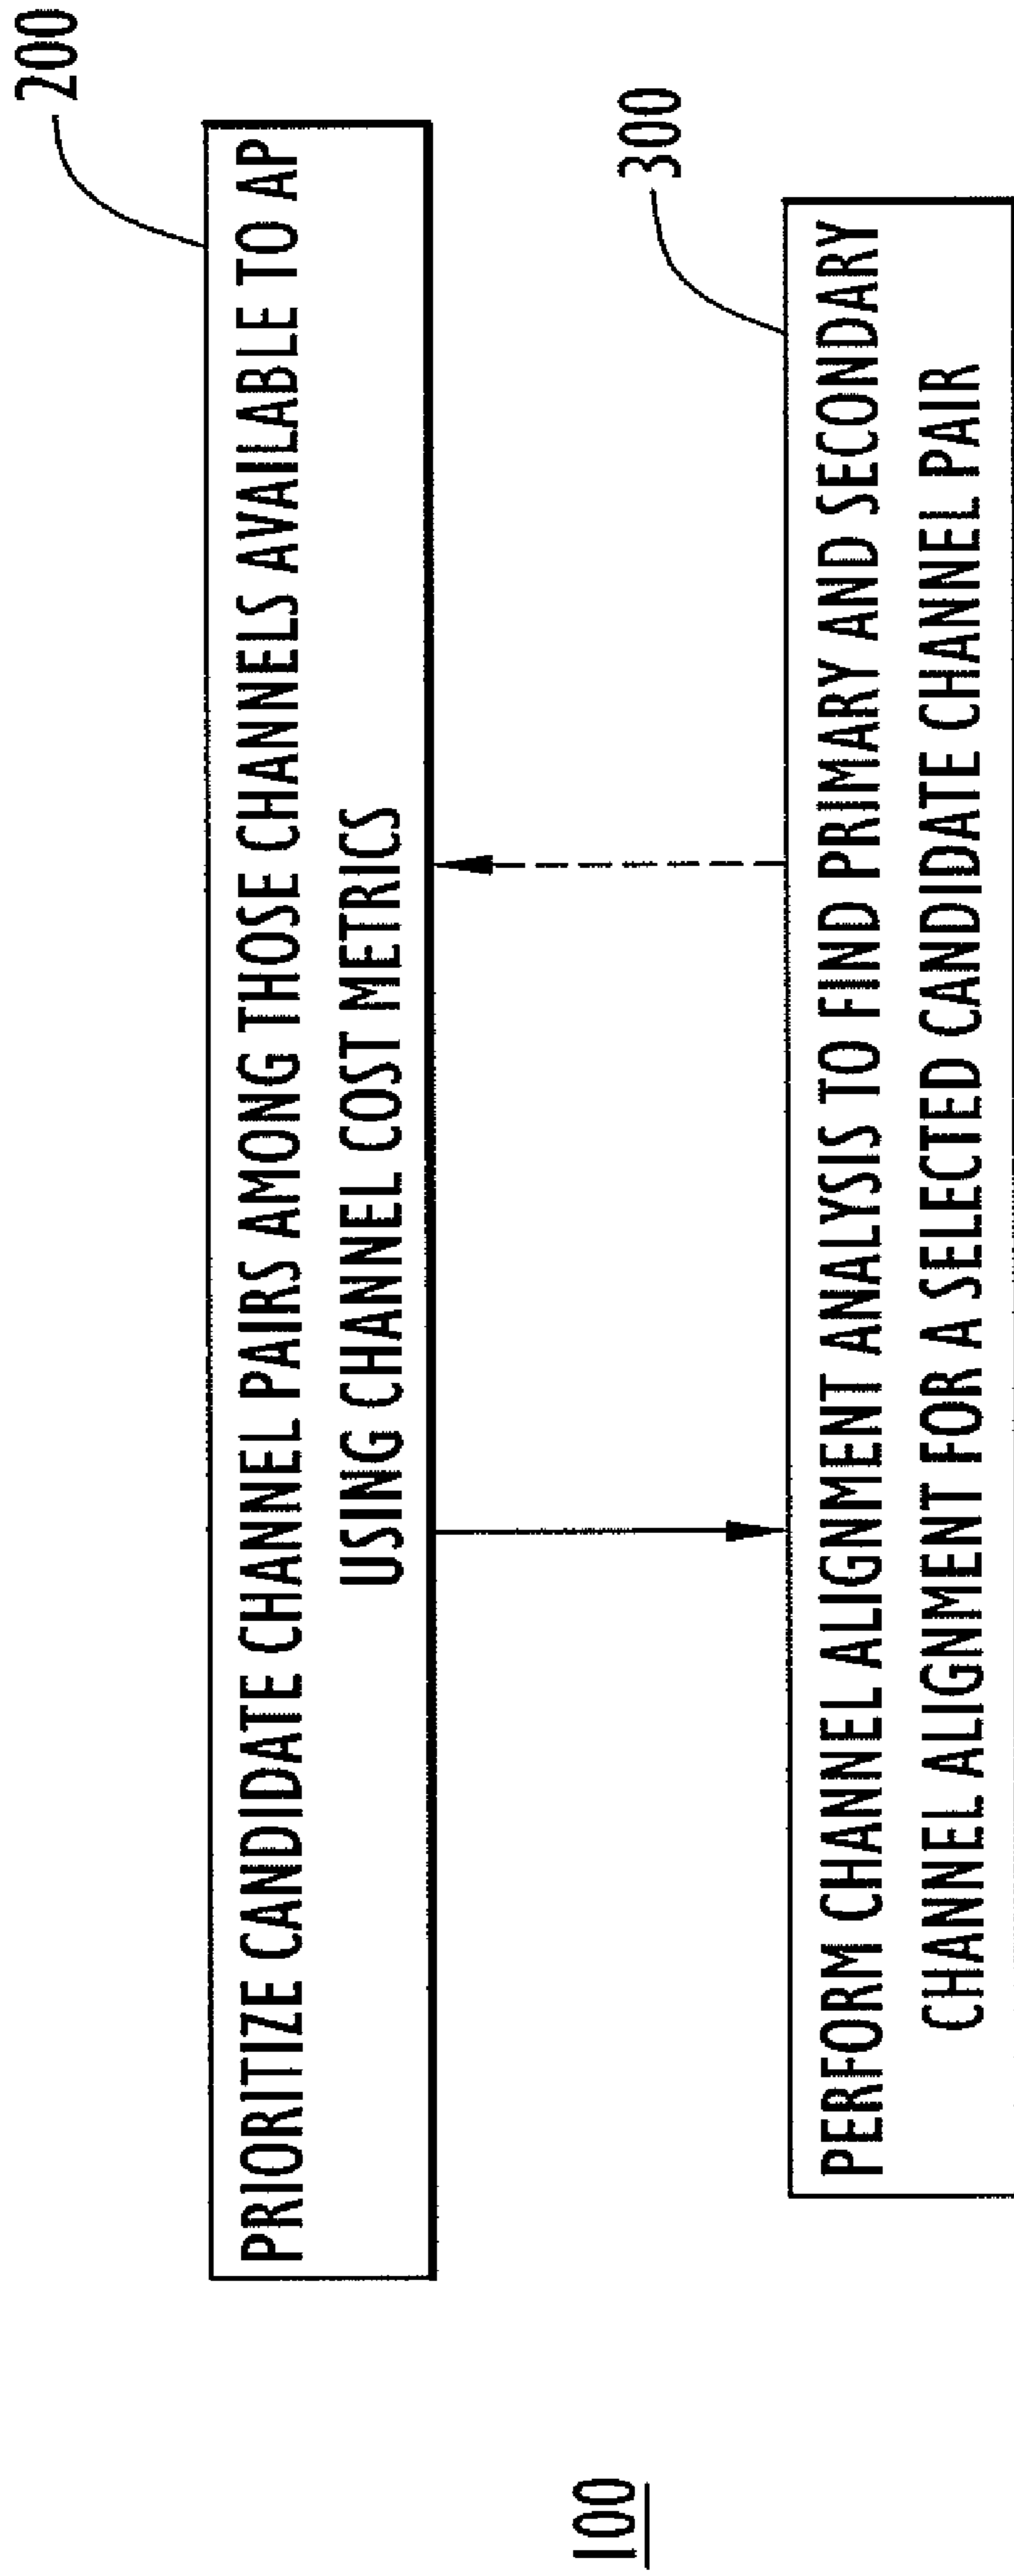 100
200
PRIORITIZE CANDIDATE CHANNEL PAIRS AMONG THOSE CHANNELS AVAILABLE TO AP
USING CHANNEL COST METRICS
300
PERFORM CHANNEL ALIGNMENT ANALYSIS TO FIND PRIMARY AND SECONDARY
CHANNEL ALIGNMENT FOR A SELECTED CANDIDATE CHANNEL PAIR